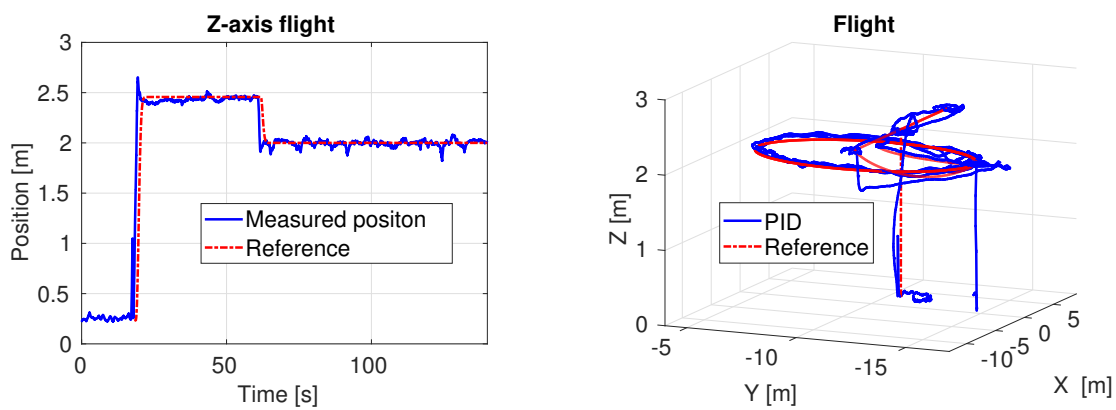 Z-axis flight
3
2.5
2
1.5
1
0.5
0
0
50
100
Position [m]
Time [s]
Measured positon
Reference
Flight
3
2
1
0
Z [m]
-5
-10
-15
Y [m]
-10
-5
0
5
X [m]
PID
Reference